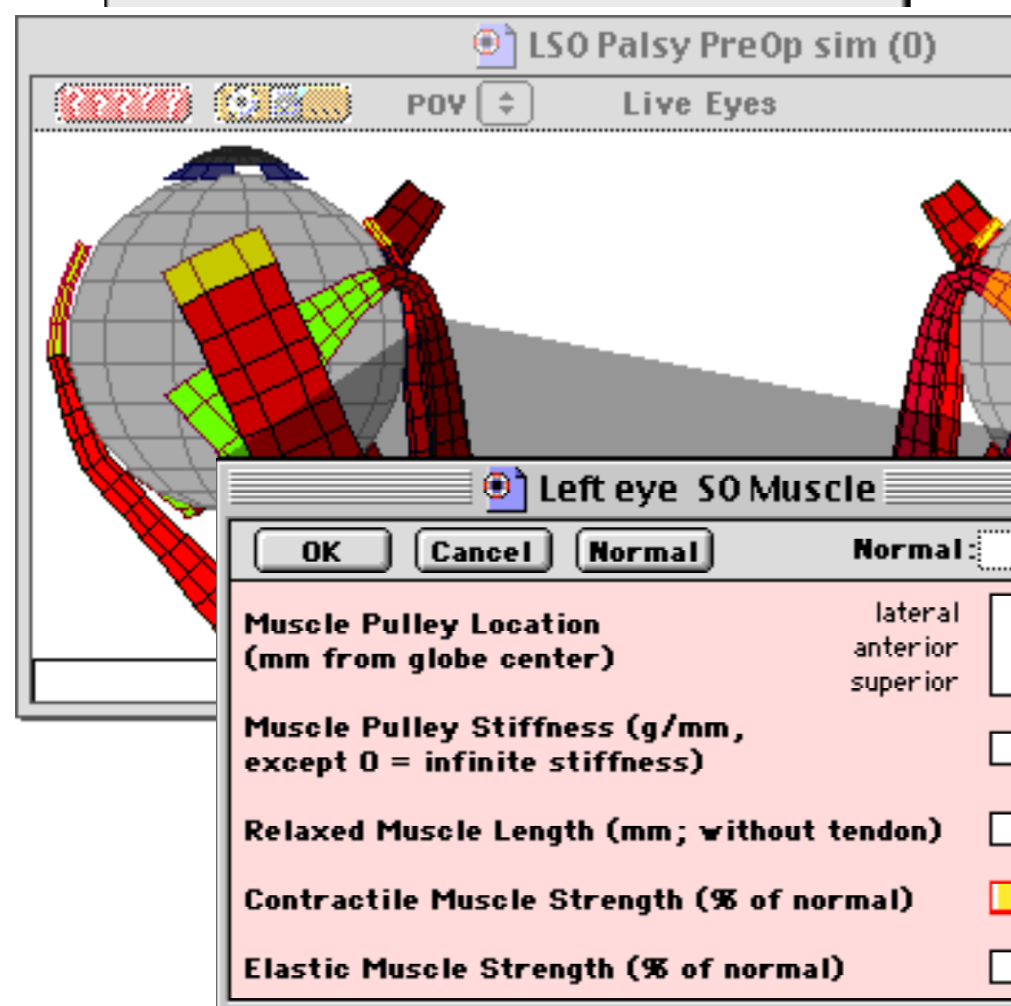 LSO Palsy PreOp sim (0)
?????
...
POV
Live Eyes
Left eye SO Muscle
OK
Cancel
Normal
Normal:
Muscle Pulley Location
(mm from globe center)
lateral
anterior
superior
Muscle Pulley Stiffness (g/mm,
except 0 = infinite stiffness)
Relaxed Muscle Length (mm; without tendon)
Contractile Muscle Strength (% of normal)
Elastic Muscle Strength (% of normal)